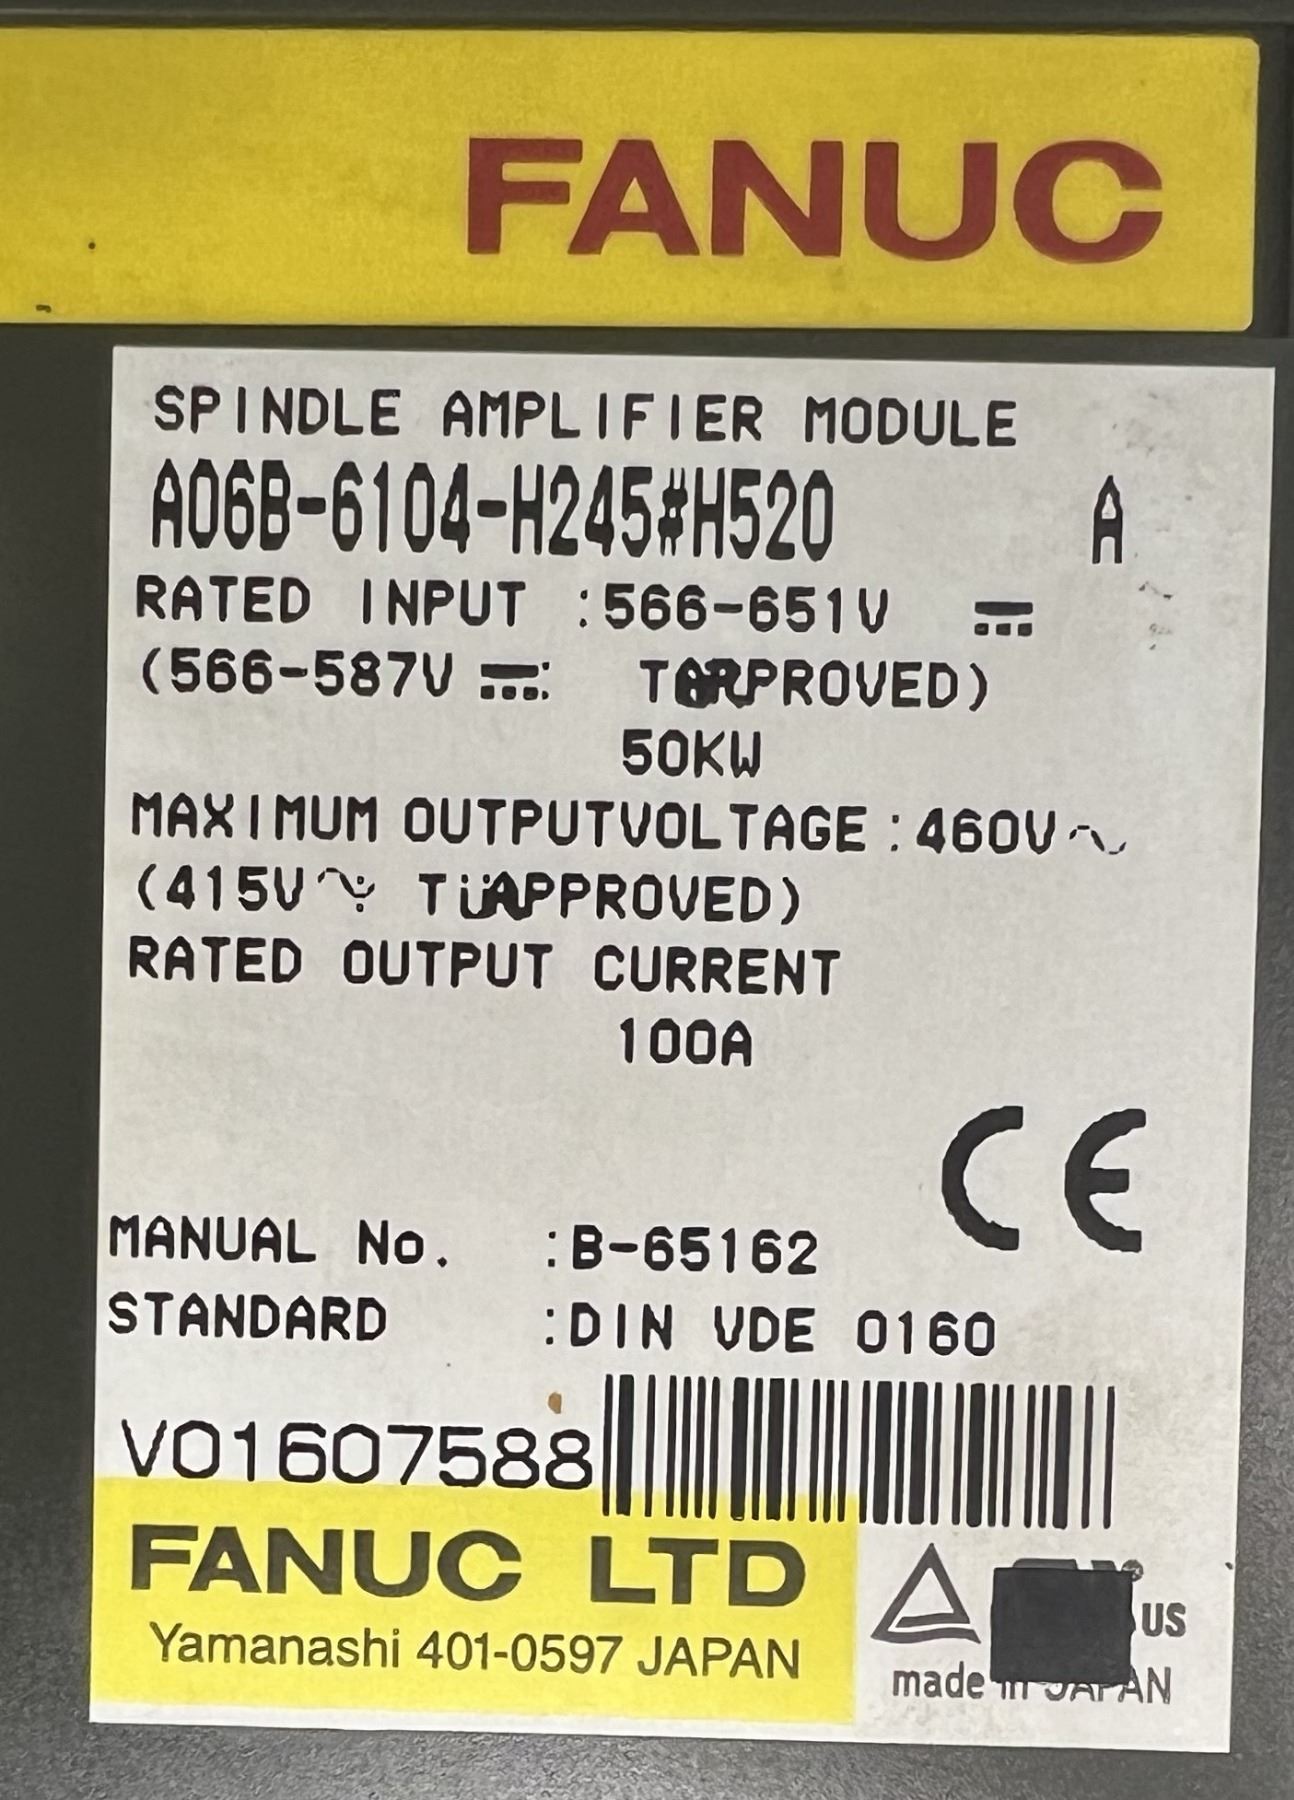 FANUC
SPINDLE AMPLIFIER MODULE
A06B-6104-H245#H520 A
RATED INPUT :566-651V
(566-587V
50KW
MAXIMUM OUTPUTVOLTAGE :460V~
(415V~
RATED OUTPUT CURRENT
100A
CE
MANUAL No. :B-65162
STANDARD :DIN VDE 0160
V01607588
FANUC LTD
Yamanashi 401-0597 JAPAN
US
made in JAPAN